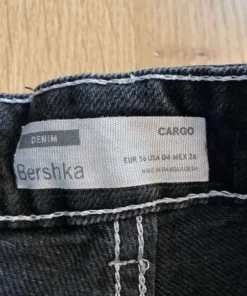 DENIM
CARGO
Bershka
EUR 36 USA 04 MEX 26
MADE IN BANGLADESH